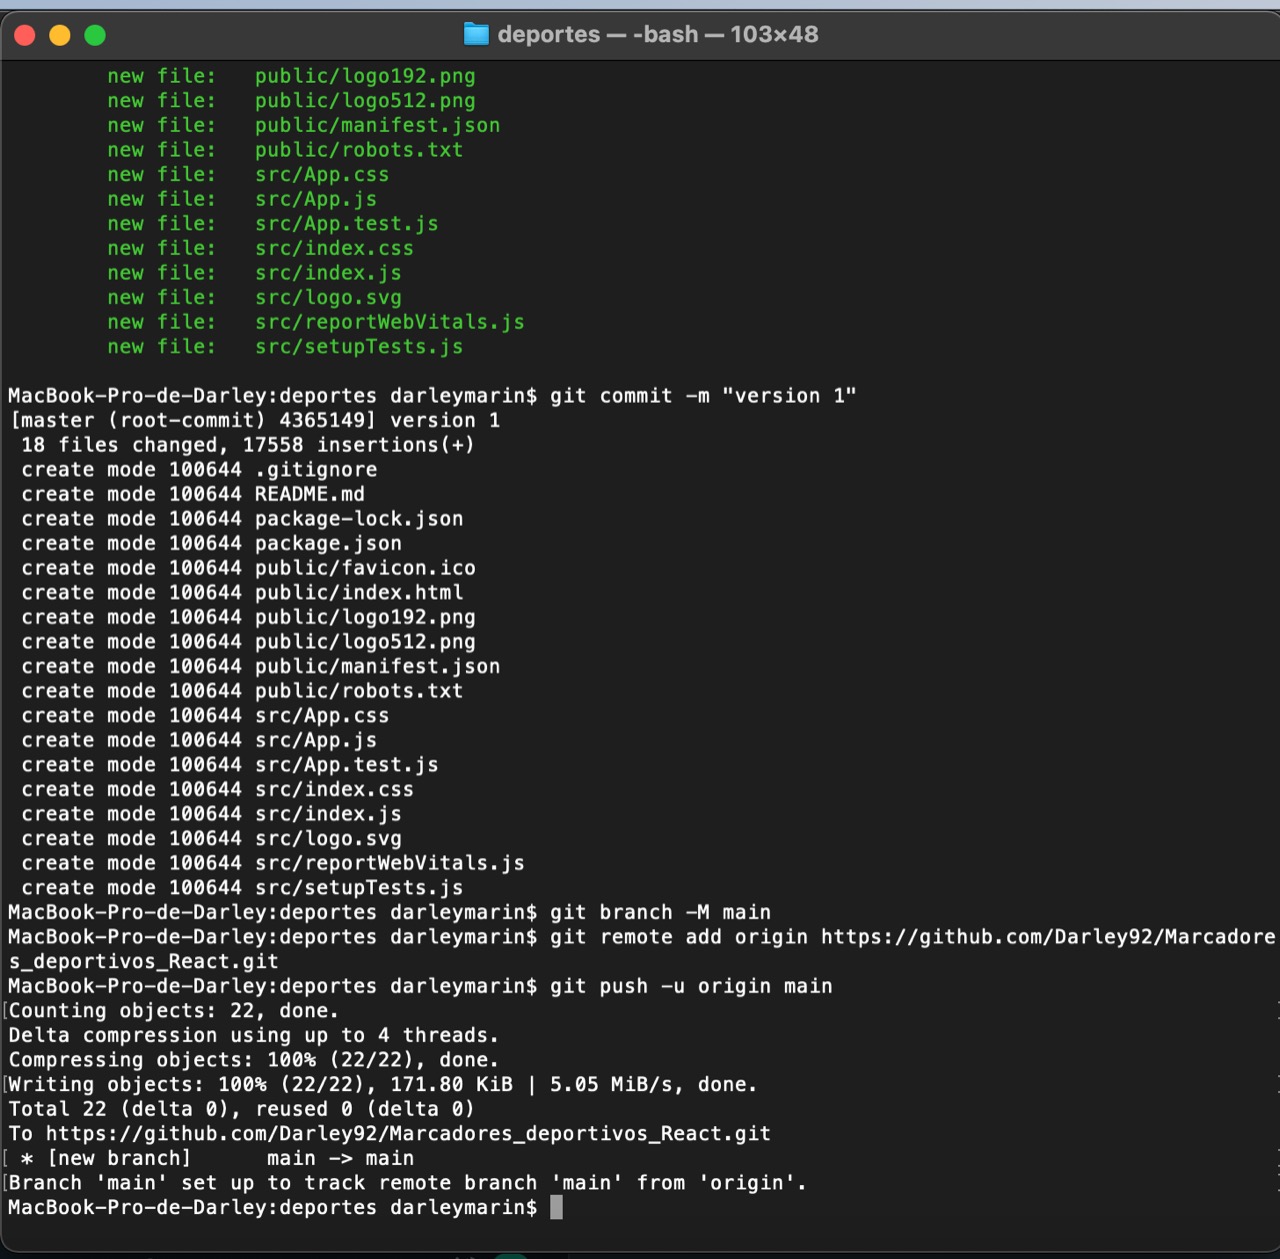 deportes — -bash — 103×48
new file:   public/logo192.png
new file:   public/logo512.png
new file:   public/manifest.json
new file:   public/robots.txt
new file:   src/App.css
new file:   src/App.js
new file:   src/App.test.js
new file:   src/index.css
new file:   src/index.js
new file:   src/logo.svg
new file:   src/reportWebVitals.js
new file:   src/setupTests.js
MacBook-Pro-de-Darley:deportes darleymarin$ git commit -m "version 1"
[master (root-commit) 4365149] version 1
 18 files changed, 17558 insertions(+)
 create mode 100644 .gitignore
 create mode 100644 README.md
 create mode 100644 package-lock.json
 create mode 100644 package.json
 create mode 100644 public/favicon.ico
 create mode 100644 public/index.html
 create mode 100644 public/logo192.png
 create mode 100644 public/logo512.png
 create mode 100644 public/manifest.json
 create mode 100644 public/robots.txt
 create mode 100644 src/App.css
 create mode 100644 src/App.js
 create mode 100644 src/App.test.js
 create mode 100644 src/index.css
 create mode 100644 src/index.js
 create mode 100644 src/logo.svg
 create mode 100644 src/reportWebVitals.js
 create mode 100644 src/setupTests.js
MacBook-Pro-de-Darley:deportes darleymarin$ git branch -M main
MacBook-Pro-de-Darley:deportes darleymarin$ git remote add origin https://github.com/Darley92/Marcadore
s_deportivos_React.git
MacBook-Pro-de-Darley:deportes darleymarin$ git push -u origin main
Counting objects: 22, done.
Delta compression using up to 4 threads.
Compressing objects: 100% (22/22), done.
Writing objects: 100% (22/22), 171.80 KiB | 5.05 MiB/s, done.
Total 22 (delta 0), reused 0 (delta 0)
To https://github.com/Darley92/Marcadores_deportivos_React.git
 * [new branch]      main -> main
Branch 'main' set up to track remote branch 'main' from 'origin'.
MacBook-Pro-de-Darley:deportes darleymarin$